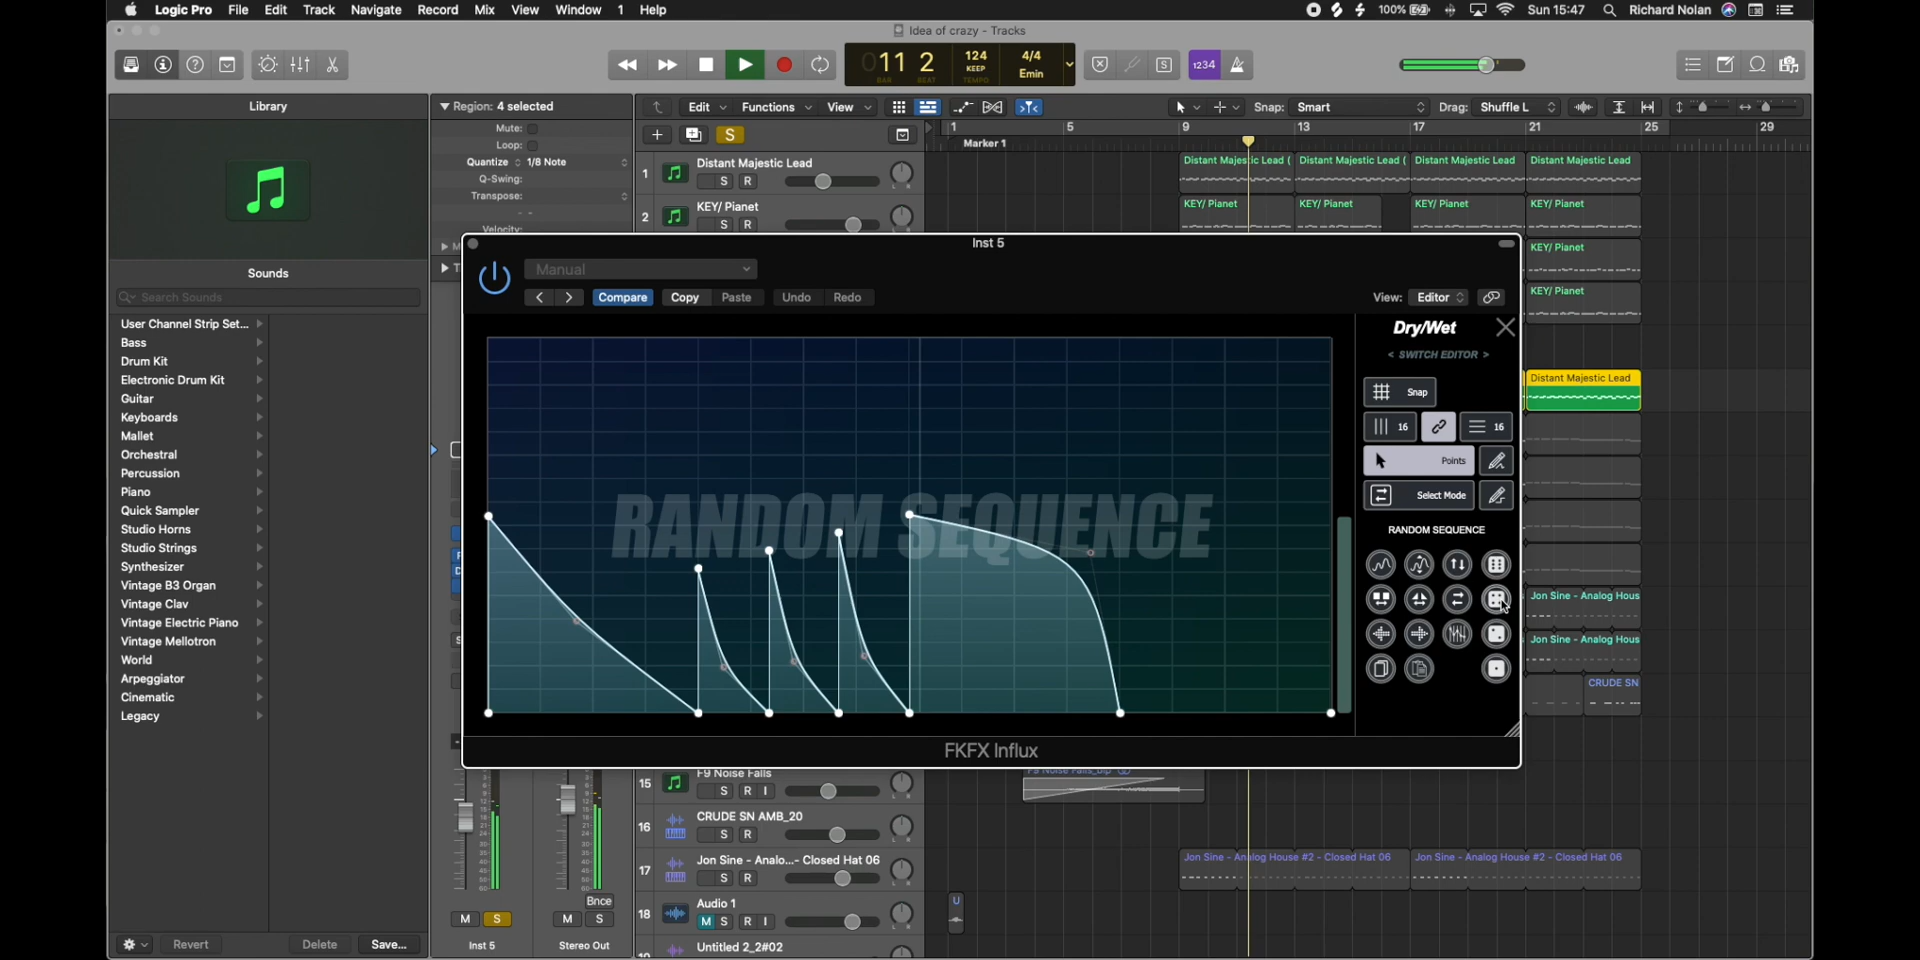 Logic Pro File Edit Track Navigate Record Mix View Window 1 Help
100% Sun 15:47 Richard Nolan
Idea of crazy - Tracks
011 2 124 4/4
KEEP Emin
BAR BEAT TEMPO
1234
Library
Region: 4 selected
Edit Functions View
Snap: Smart Drag: Shuffle L
Mute:
Loop:
Quantize 1/8 Note
Q-Swing:
Transpose:
Velocity:
S
1 5 9 13 17 21 25 29
Marker 1
1 Distant Majestic Lead
S R
Distant Majestic Lead ( Distant Majestic Lead ( Distant Majestic Lead Distant Majestic Lead
2 KEY/ Pianet
S R
KEY/ Pianet KEY/ Pianet KEY/ Pianet KEY/ Pianet
KEY/ Pianet
KEY/ Pianet
Distant Majestic Lead
Jon Sine - Analog Hous
Jon Sine - Analog Hous
CRUDE SN
Sounds
Search Sounds
User Channel Strip Set...
Bass
Drum Kit
Electronic Drum Kit
Guitar
Keyboards
Mallet
Orchestral
Percussion
Piano
Quick Sampler
Studio Horns
Studio Strings
Synthesizer
Vintage B3 Organ
Vintage Clav
Vintage Electric Piano
Vintage Mellotron
World
Arpeggiator
Cinematic
Legacy
Inst 5
Manual
Compare Copy Paste Undo Redo
View: Editor
Dry/Wet
< SWITCH EDITOR >
Snap
16 16
Points
Select Mode
RANDOM SEQUENCE
RANDOM SEQUENCE
FKFX Influx
15 F9 Noise Falls
S R I
F9 Noise Falls_bip
16 CRUDE SN AMB_20
S R
17 Jon Sine - Analo...- Closed Hat 06
S R
Jon Sine - Analog House #2 - Closed Hat 06 Jon Sine - Analog House #2 - Closed Hat 06
18 Audio 1
M S R I
U
Untitled 2_2#02
Bnce
M S M S
Inst 5 Stereo Out
Revert Delete Save...